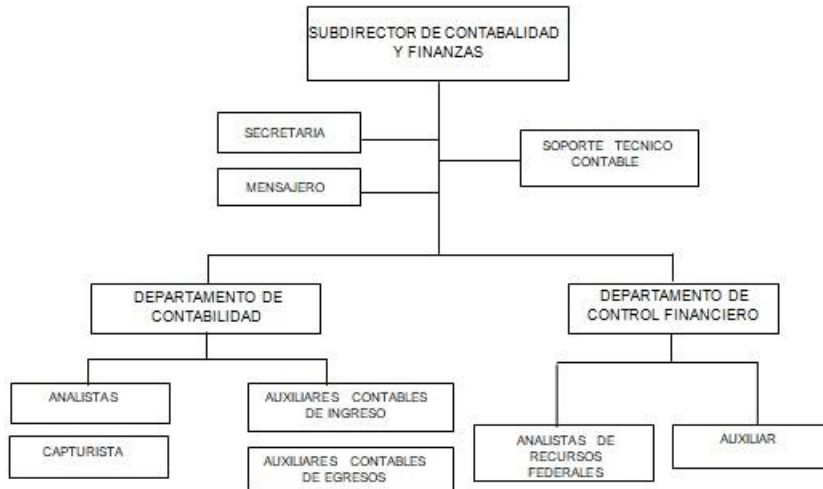 SUBDIRECTOR DE CONTABALIDAD
Y FINANZAS
SECRETARIA
SOPORTE TECNICO
CONTABLE
MENSAJERO
DEPARTAMENTO DE
CONTABILIDAD
DEPARTAMENTO DE
CONTROL FINANCIERO
ANALISTAS
AUXILIARES CONTABLES
DE INGRESO
CAPTURISTA
AUXILIARES CONTABLES
DE EGRESOS
ANALISTAS DE
RECURSOS
FEDERALES
AUXILIAR